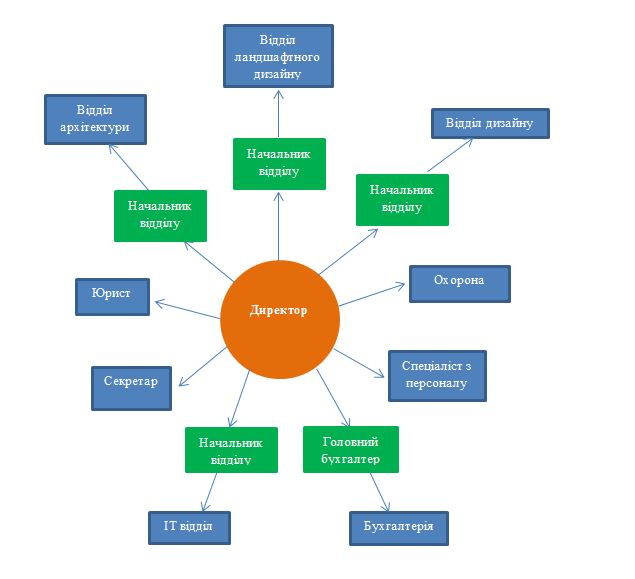 Відділ
ландшафтного
дизайну
Відділ
архітектури
Відділ дизайну
Начальник
відділу
Начальник
відділу
Начальник
відділу
Юрист
Директор
Охорона
Секретар
Спеціаліст з
персоналу
Начальник
відділу
Головний
бухгалтер
ІТ відділ
Бухгалтерія